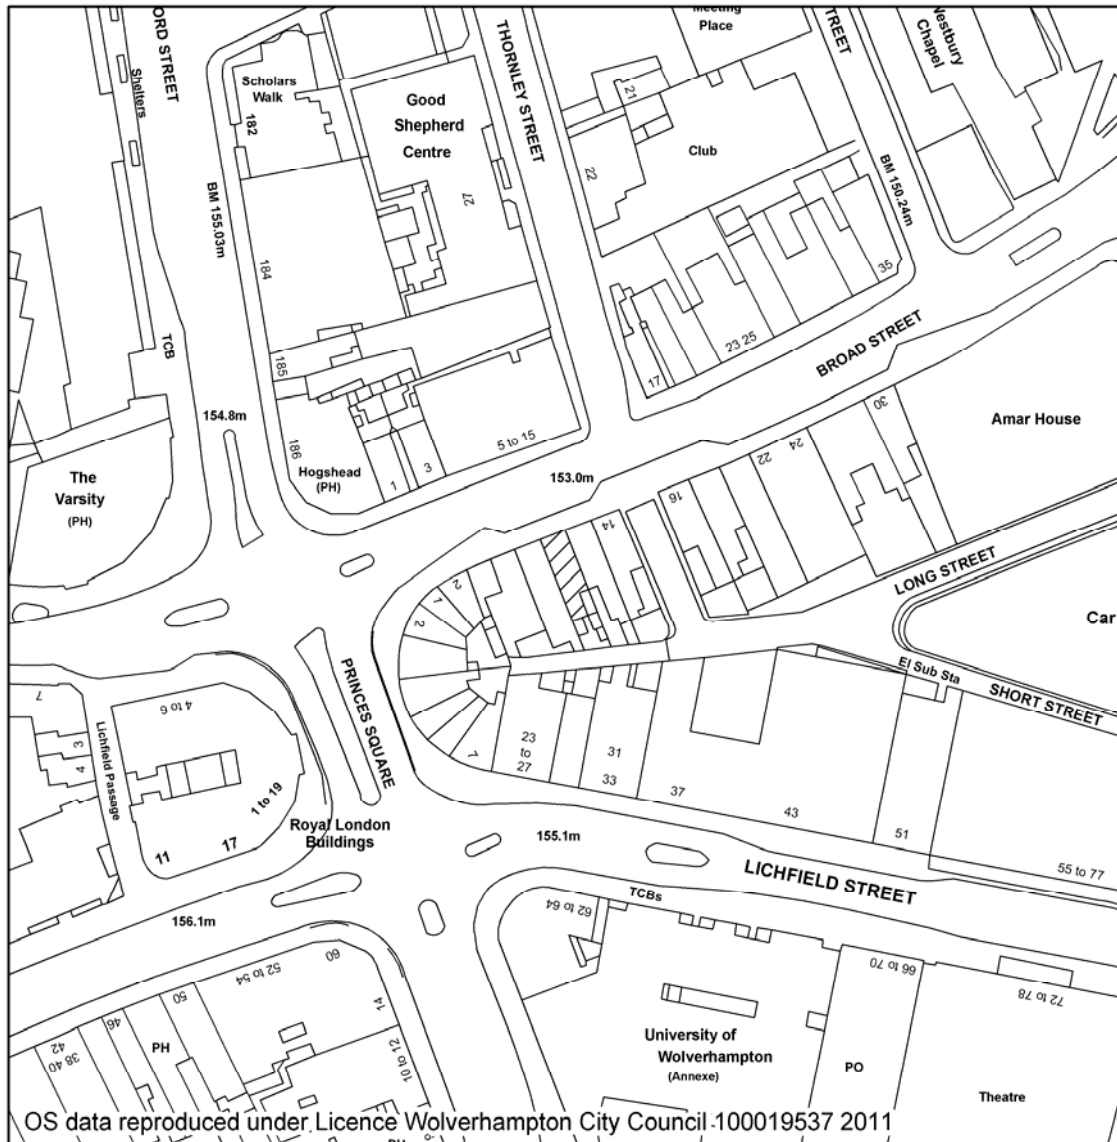 ORD STREET
Shelters
Scholars
Walk
182
Good
Shepherd
Centre
27
THORNLEY STREET
Meeting
Place
TREET
Westbury
Chapel
21
22
Club
BM 155.03m
BM 150.24m
184
35
TCB
185
17
23 25
BROAD STREET
154.8m
30
Amar House
24
22
186
Hogshead
(PH)
1
3
5 to 15
153.0m
The
Varsity
(PH)
16
14
LONG STREET
2
1
2
Car
El Sub Sta
SHORT STREET
PRINCES SQUARE
7
4 to 6
Lichfield Passage
3
4
1 to 19
7
23
to
27
31
33
37
43
51
55 to 77
Royal London
Buildings
11
17
155.1m
LICHFIELD STREET
TCBs
156.1m
62 to 64
60
52 to 54
50
46
42
38 40
PH
14
10 to 12
66 to 70
72 to 78
University of
Wolverhampton
(Annexe)
PO
Theatre
OS data reproduced under Licence Wolverhampton City Council 100019537 2011